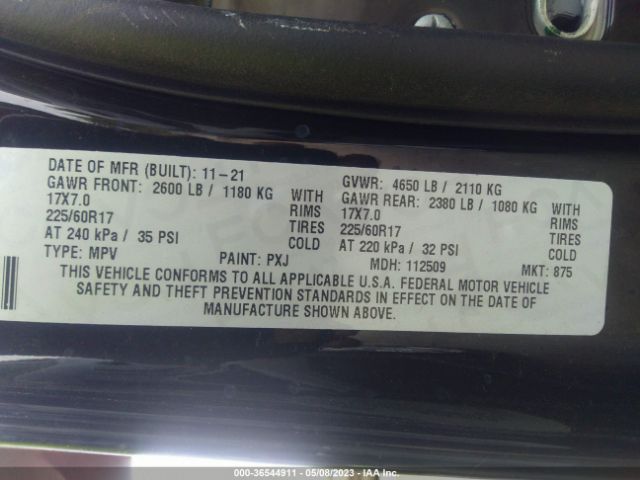 DATE OF MFR (BUILT): 11-21
GAWR FRONT: 2600 LB / 1180 KG WITH
17X7.0 RIMS
225/60R17 TIRES
AT 240 kPa / 35 PSI COLD
TYPE: MPV PAINT: PXJ
GVWR: 4650 LB / 2110 KG
GAWR REAR: 2380 LB / 1080 KG WITH
17X7.0 RIMS
225/60R17 TIRES
AT 220 kPa / 32 PSI COLD
MDH: 112509 MKT: 875
THIS VEHICLE CONFORMS TO ALL APPLICABLE U.S.A. FEDERAL MOTOR VEHICLE
SAFETY AND THEFT PREVENTION STANDARDS IN EFFECT ON THE DATE OF
MANUFACTURE SHOWN ABOVE.
000-36544911 - 05/08/2023 - IAA Inc.